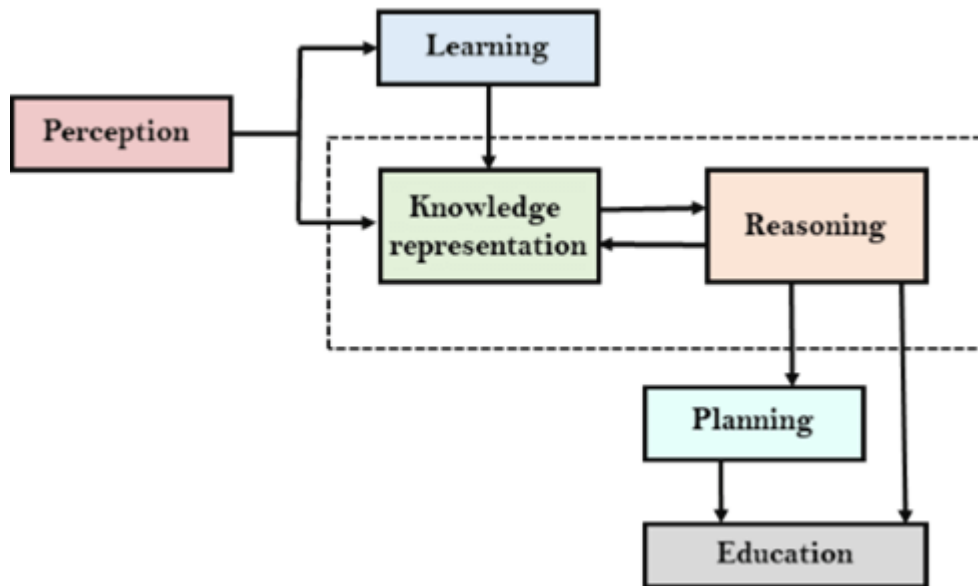 Learning
Perception
Knowledge
representation
Reasoning
Planning
Education